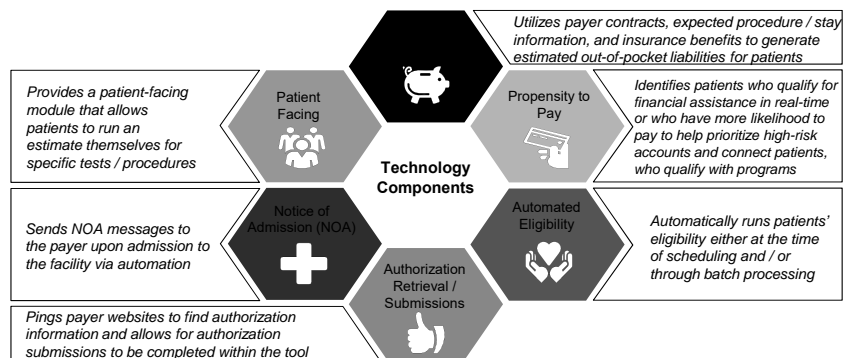 Utilizes payer contracts, expected procedure / stay
information, and insurance benefits to generate
estimated out-of-pocket liabilities for patients
Provides a patient-facing
module that allows
patients to run an
estimate themselves for
specific tests / procedures
Patient
Facing
Propensity to
Pay
Identifies patients who qualify for
financial assistance in real-time
or who have more likelihood to
pay to help prioritize high-risk
accounts and connect patients,
who qualify with programs
Technology
Components
Sends NOA messages to
the payer upon admission to
the facility via automation
Notice of
Admission (NOA)
Automated
Eligibility
Automatically runs patients’
eligibility either at the time
of scheduling and / or
through batch processing
Authorization
Retrieval /
Submissions
Pings payer websites to find authorization
information and allows for authorization
submissions to be completed within the tool